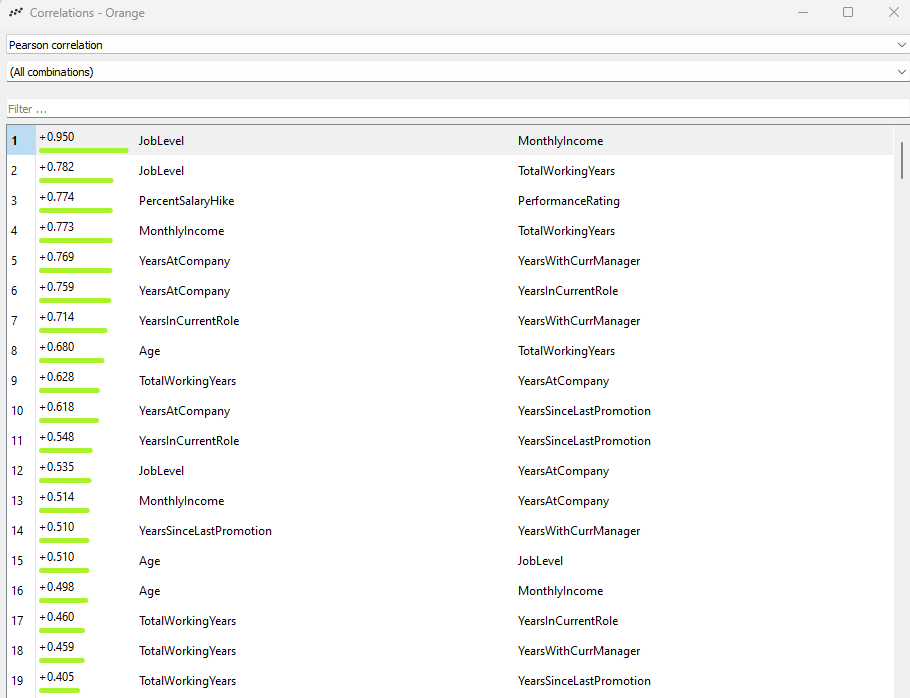 Correlations - Orange
Pearson correlation
(All combinations)
Filter ...
1 +0.950 JobLevel MonthlyIncome
2 +0.782 JobLevel TotalWorkingYears
3 +0.774 PercentSalaryHike PerformanceRating
4 +0.773 MonthlyIncome TotalWorkingYears
5 +0.769 YearsAtCompany YearsWithCurrManager
6 +0.759 YearsAtCompany YearsInCurrentRole
7 +0.714 YearsInCurrentRole YearsWithCurrManager
8 +0.680 Age TotalWorkingYears
9 +0.628 TotalWorkingYears YearsAtCompany
10 +0.618 YearsAtCompany YearsSinceLastPromotion
11 +0.548 YearsInCurrentRole YearsSinceLastPromotion
12 +0.535 JobLevel YearsAtCompany
13 +0.514 MonthlyIncome YearsAtCompany
14 +0.510 YearsSinceLastPromotion YearsWithCurrManager
15 +0.510 Age JobLevel
16 +0.498 Age MonthlyIncome
17 +0.460 TotalWorkingYears YearsInCurrentRole
18 +0.459 TotalWorkingYears YearsWithCurrManager
19 +0.405 TotalWorkingYears YearsSinceLastPromotion